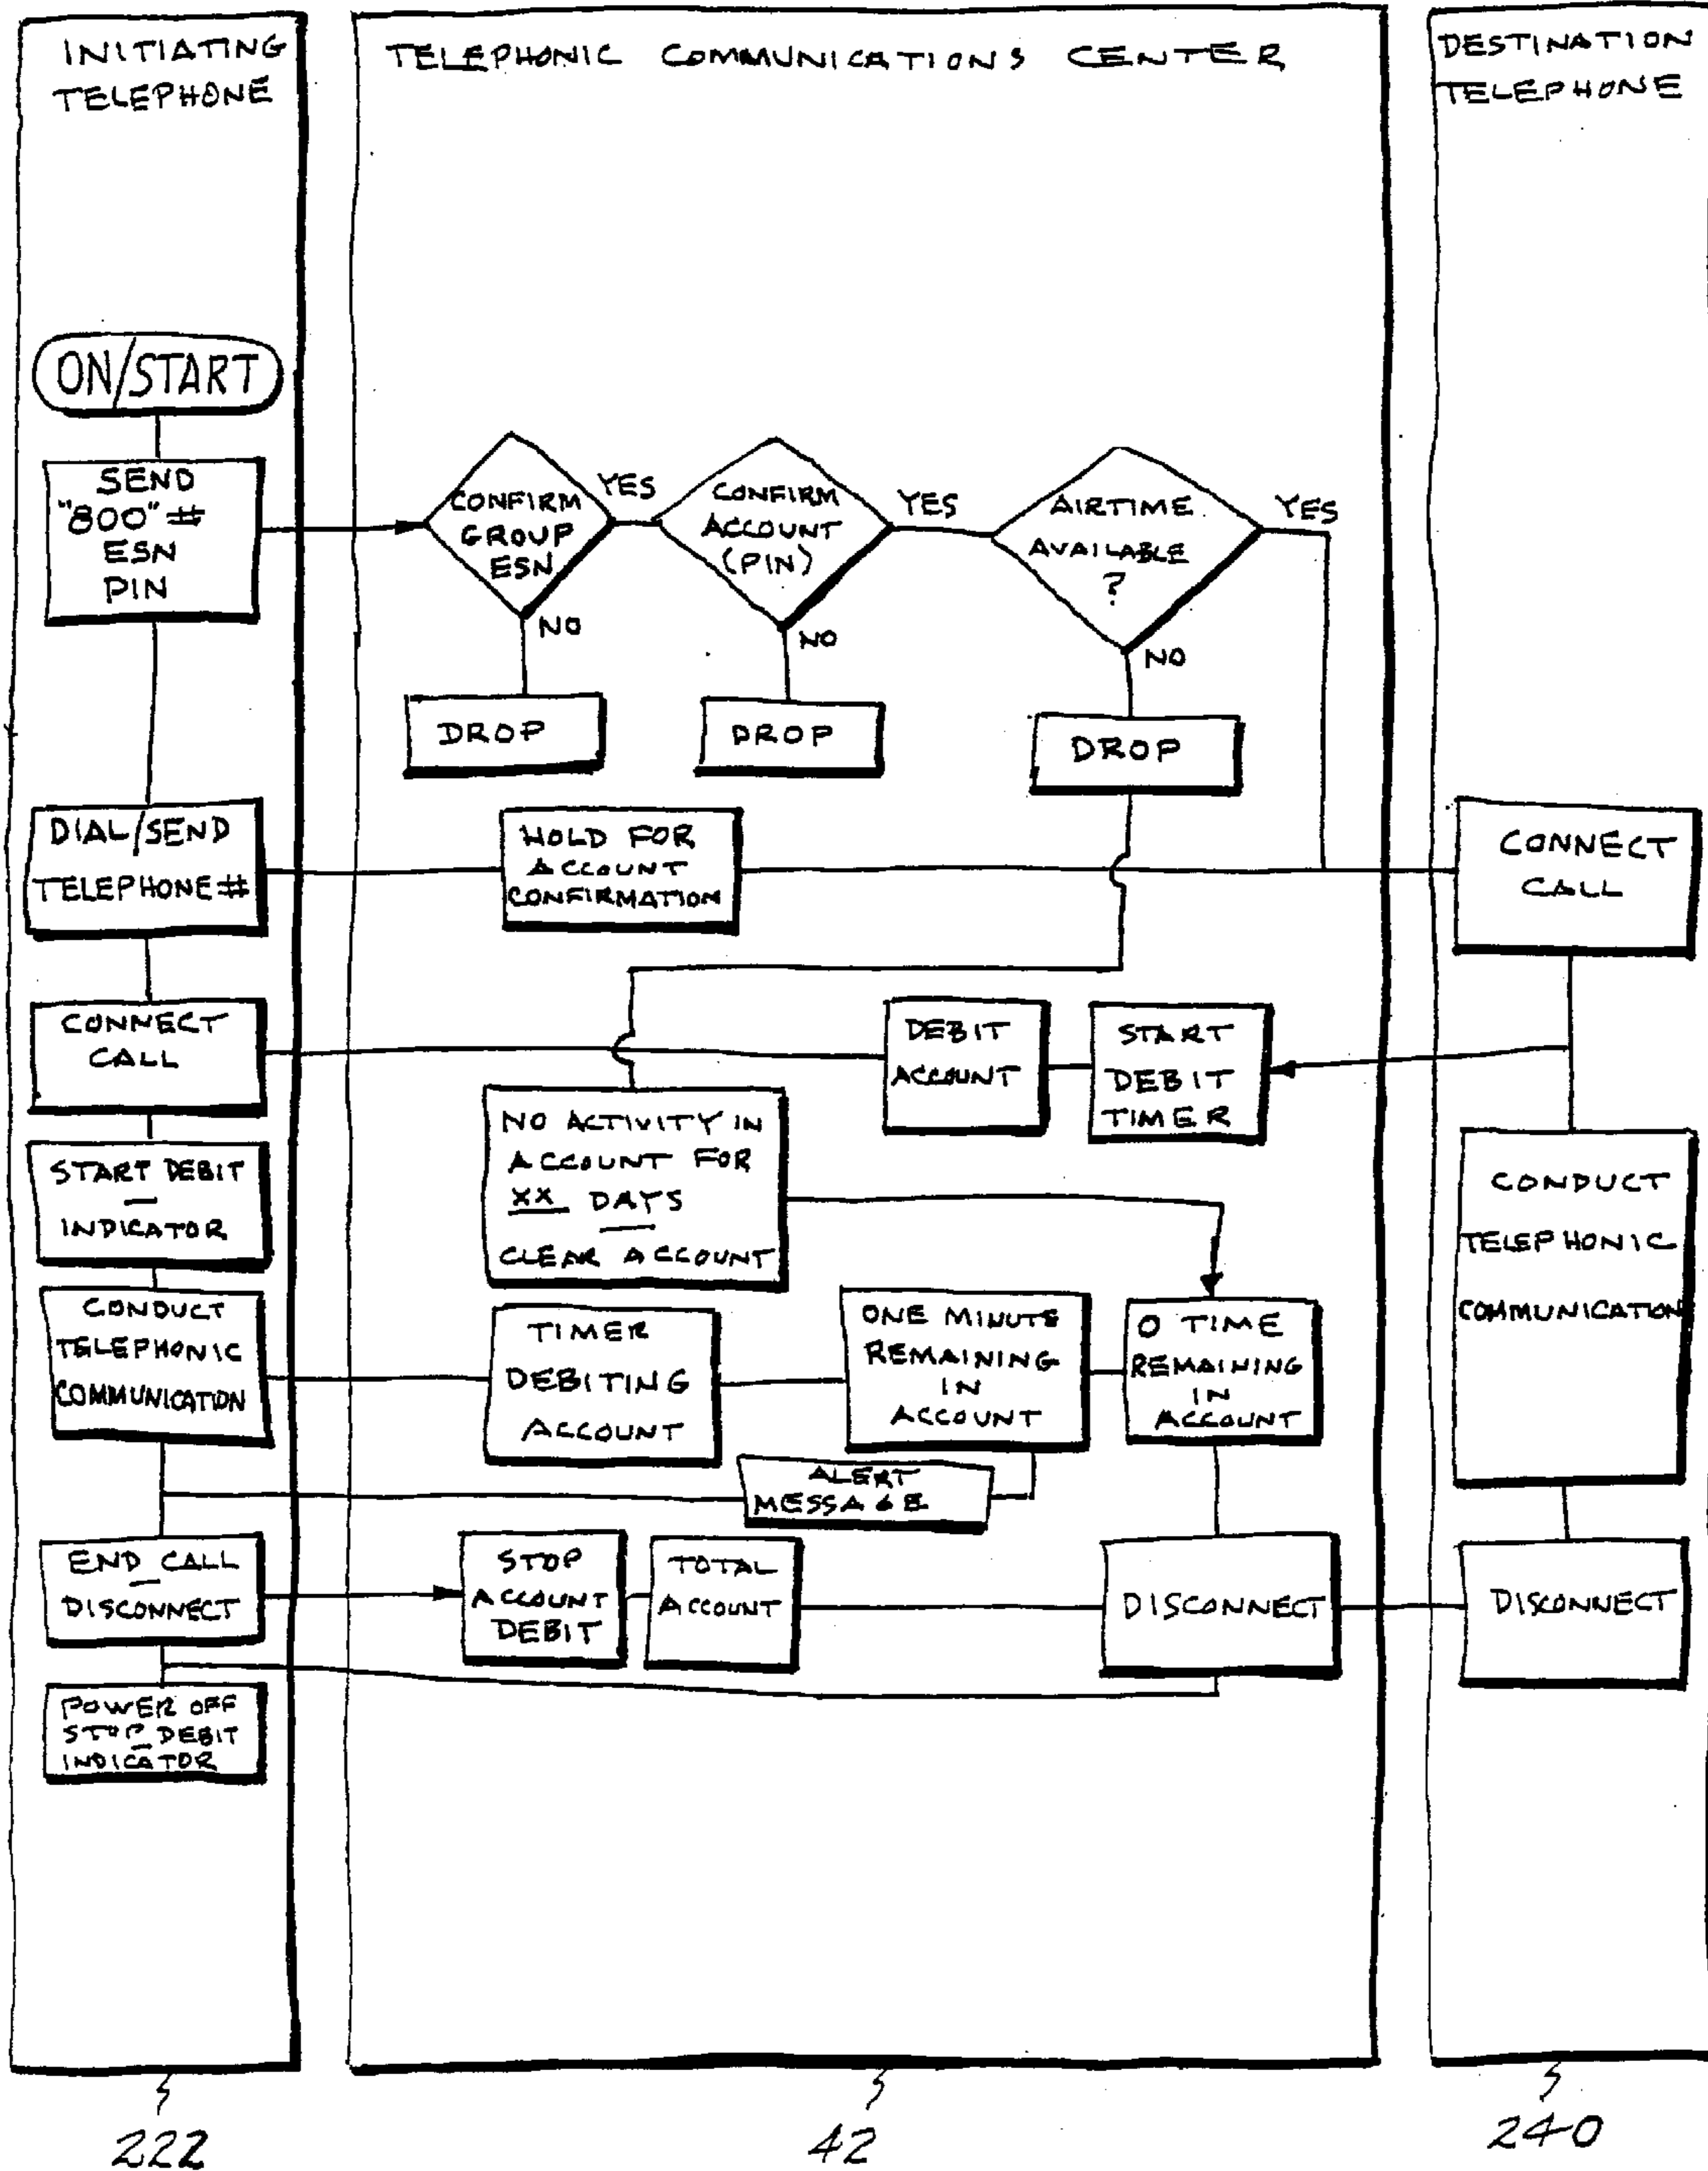 INITIATING
TELEPHONE
TELEPHONIC COMMUNICATIONS CENTER
DESTINATION
TELEPHONE
ON/START
SEND
"800" #
ESN
PIN
CONFIRM
GROUP
ESN
YES
NO
DROP
CONFIRM
ACCOUNT
(PIN)
YES
NO
DROP
AIRTIME
AVAILABLE
?
YES
NO
DROP
DIAL/SEND
TELEPHONE #
HOLD FOR
ACCOUNT
CONFIRMATION
CONNECT
CALL
CONNECT
CALL
DEBIT
ACCOUNT
START
DEBIT
TIMER
START DEBIT
INDICATOR
NO ACTIVITY IN
ACCOUNT FOR
XX DAYS
CLEAR ACCOUNT
CONDUCT
TELEPHONIC
COMMUNICATION
CONDUCT
TELEPHONIC
COMMUNICATION
TIMER
DEBITING
ACCOUNT
ONE MINUTE
REMAINING
IN
ACCOUNT
0 TIME
REMAINING
IN
ACCOUNT
ALERT
MESSAGE
END CALL
DISCONNECT
STOP
ACCOUNT
DEBIT
TOTAL
ACCOUNT
DISCONNECT
DISCONNECT
POWER OFF
STOP DEBIT
INDICATOR
222
42
240